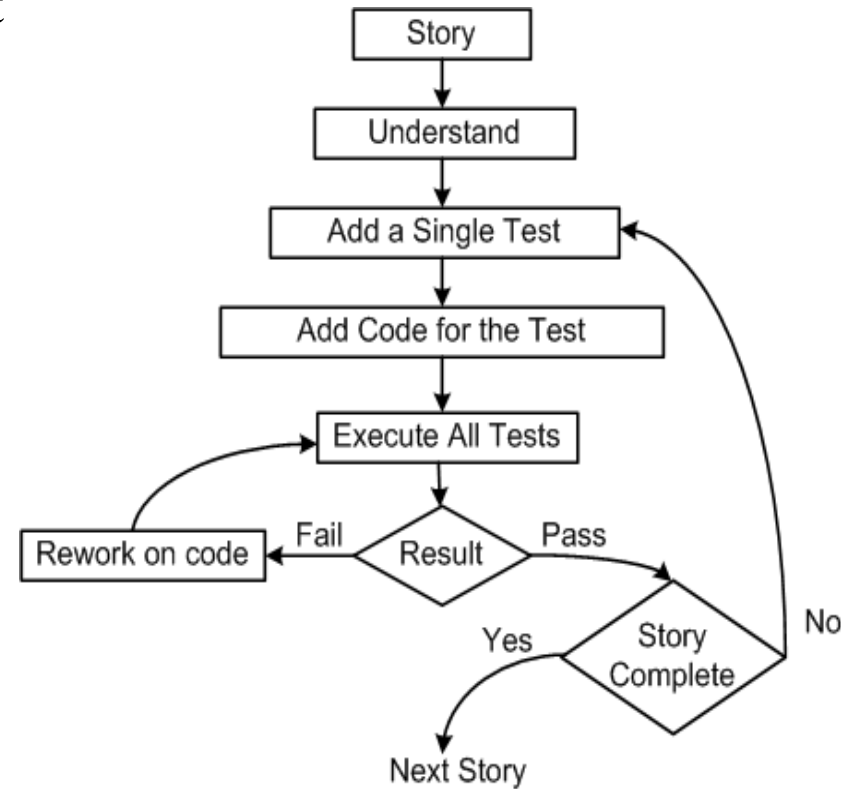 Story
Understand
Add a Single Test
Add Code for the Test
Execute All Tests
Fail
Pass
Rework on code
Result
Yes
Story
Complete
No
Next Story